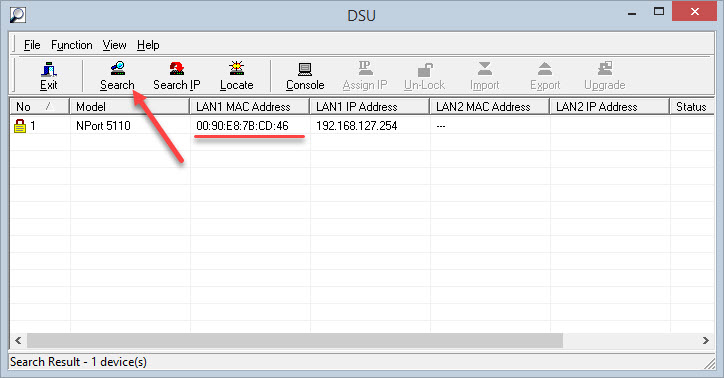 DSU
File Function View Help
Exit Search Search IP Locate Console Assign IP Un-Lock Import Export Upgrade
No Model LAN1 MAC Address LAN1 IP Address LAN2 MAC Address LAN2 IP Address Status
1 NPort 5110 00:90:E8:7B:CD:46 192.168.127.254 ---
Search Result - 1 device(s)